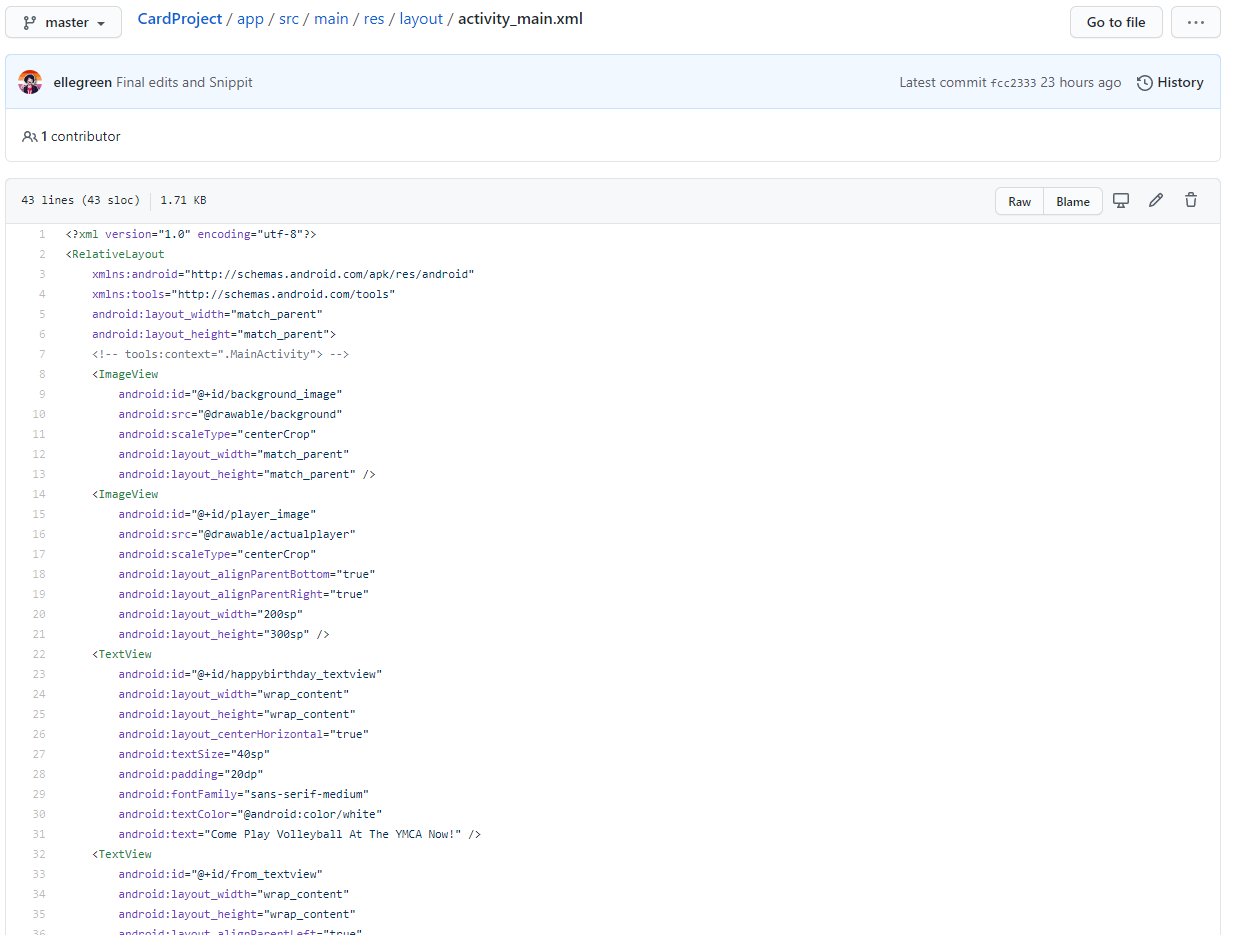 master
CardProject / app / src / main / res / layout / activity_main.xml
Go to file
...
ellegreen Final edits and Snippit
Latest commit fcc2333 23 hours ago
History
1 contributor
43 lines (43 sloc) 1.71 KB
Raw
Blame
1 <?xml version="1.0" encoding="utf-8"?>
2 <RelativeLayout
3 xmlns:android="http://schemas.android.com/apk/res/android"
4 xmlns:tools="http://schemas.android.com/tools"
5 android:layout_width="match_parent"
6 android:layout_height="match_parent">
7 <!-- tools:context=".MainActivity"> -->
8 <ImageView
9 android:id="@+id/background_image"
10 android:src="@drawable/background"
11 android:scaleType="centerCrop"
12 android:layout_width="match_parent"
13 android:layout_height="match_parent" />
14 <ImageView
15 android:id="@+id/player_image"
16 android:src="@drawable/actualplayer"
17 android:scaleType="centerCrop"
18 android:layout_alignParentBottom="true"
19 android:layout_alignParentRight="true"
20 android:layout_width="200sp"
21 android:layout_height="300sp" />
22 <TextView
23 android:id="@+id/happybirthday_textview"
24 android:layout_width="wrap_content"
25 android:layout_height="wrap_content"
26 android:layout_centerHorizontal="true"
27 android:textSize="40sp"
28 android:padding="20dp"
29 android:fontFamily="sans-serif-medium"
30 android:textColor="@android:color/white"
31 android:text="Come Play Volleyball At The YMCA Now!" />
32 <TextView
33 android:id="@+id/from_textview"
34 android:layout_width="wrap_content"
35 android:layout_height="wrap_content"
36 android:layout_alignParentLeft="true"